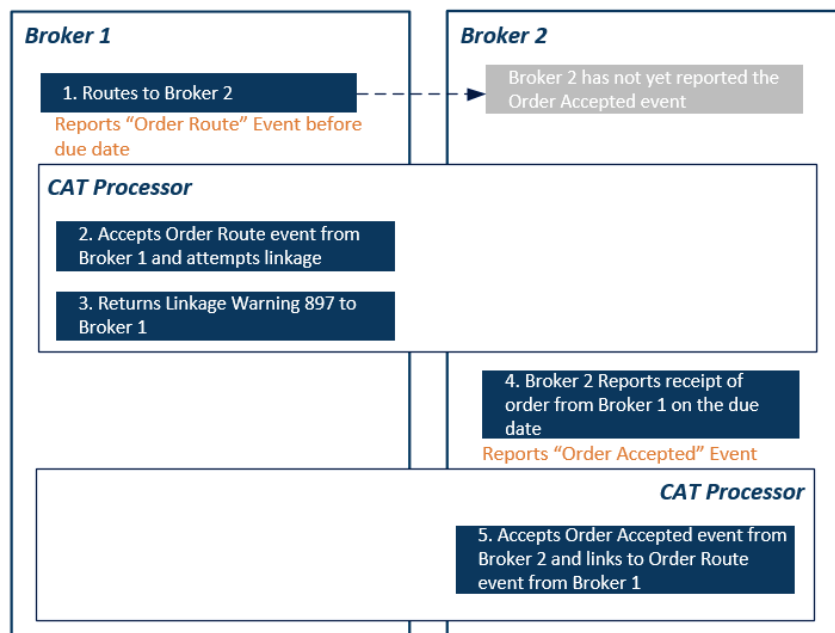 Broker 1
Broker 2
1. Routes to Broker 2
Broker 2 has not yet reported the
Order Accepted event
Reports “Order Route” Event before
due date
CAT Processor
2. Accepts Order Route event from
Broker 1 and attempts linkage
3. Returns Linkage Warning 897 to
Broker 1
4. Broker 2 Reports receipt of
order from Broker 1 on the due
date
Reports “Order Accepted” Event
CAT Processor
5. Accepts Order Accepted event from
Broker 2 and links to Order Route
event from Broker 1